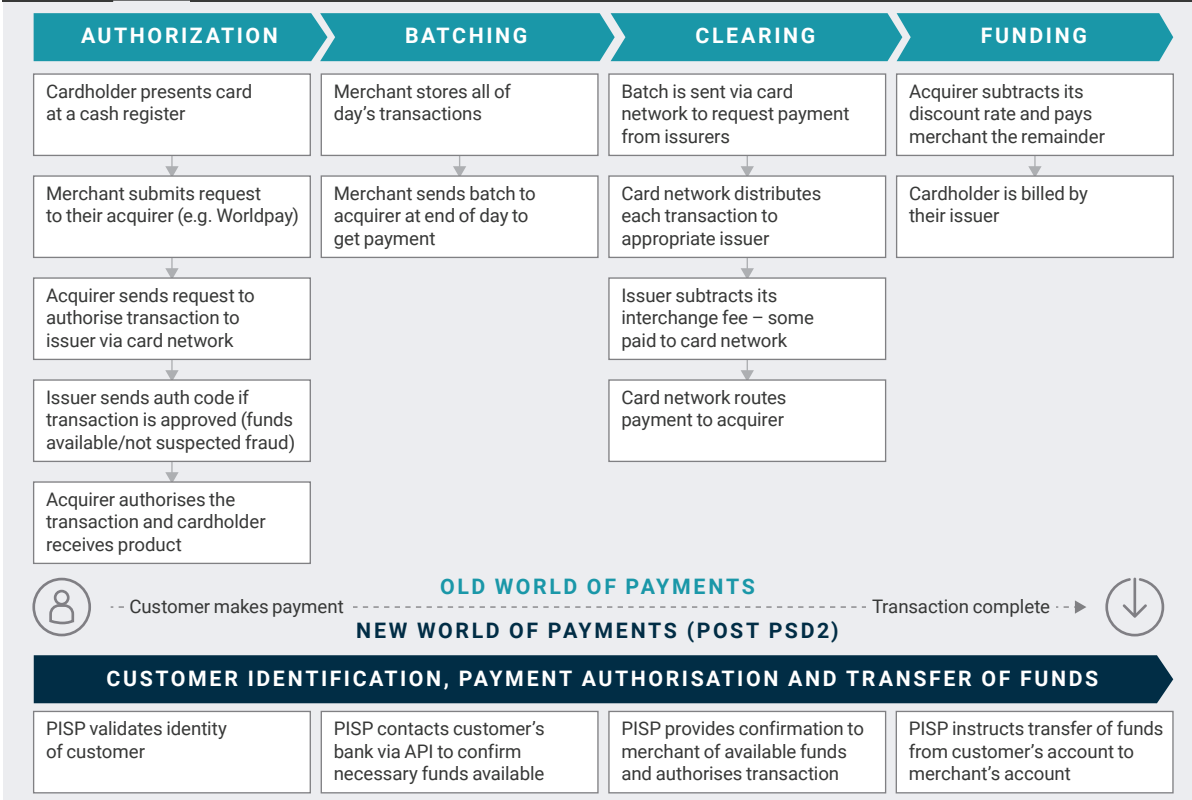 AUTHORIZATION
Cardholder presents card
at a cash register
Merchant submits request
to their acquirer (e.g. Worldpay)
Acquirer sends request to
authorise transaction to
issuer via card network
Issuer sends auth code if
transaction is approved (funds
available/not suspected fraud)
Acquirer authorises the
transaction and cardholder
receives product
BATCHING
Merchant stores all of
day’s transactions
Merchant sends batch to
acquirer at end of day to
get payment
CLEARING
Batch is sent via card
network to request payment
from issurers
Card network distributes
each transaction to
appropriate issuer
Issuer subtracts its
interchange fee – some
paid to card network
Card network routes
payment to acquirer
FUNDING
Acquirer subtracts its
discount rate and pays
merchant the remainder
Cardholder is billed by
their issuer
OLD WORLD OF PAYMENTS
Customer makes payment
Transaction complete
NEW WORLD OF PAYMENTS (POST PSD2)
CUSTOMER IDENTIFICATION, PAYMENT AUTHORISATION AND TRANSFER OF FUNDS
PISP validates identity
of customer
PISP contacts customer’s
bank via API to confirm
necessary funds available
PISP provides confirmation to
merchant of available funds
and authorises transaction
PISP instructs transfer of funds
from customer’s account to
merchant’s account